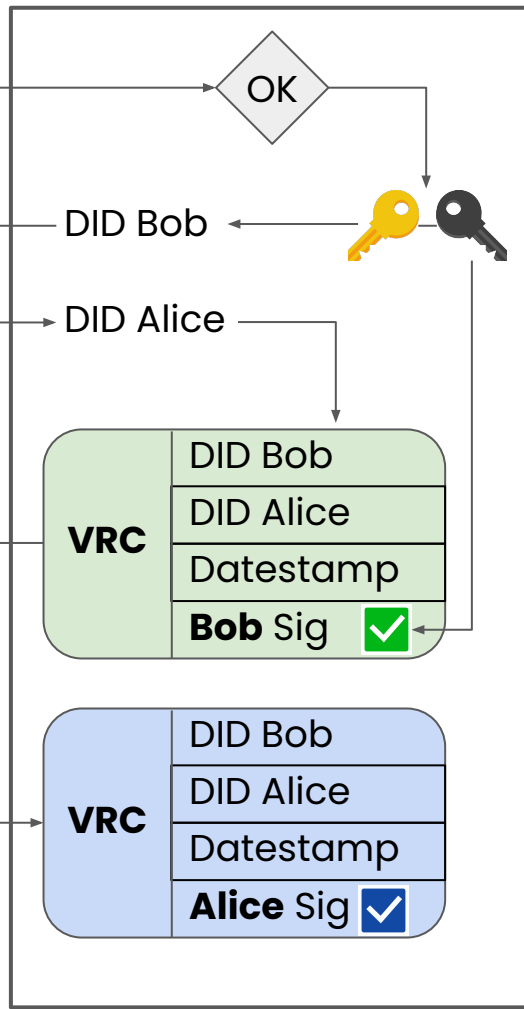 OK
DID Bob
DID Alice
VRC
DID Bob
DID Alice
Datestamp
Bob Sig
VRC
DID Bob
DID Alice
Datestamp
Alice Sig